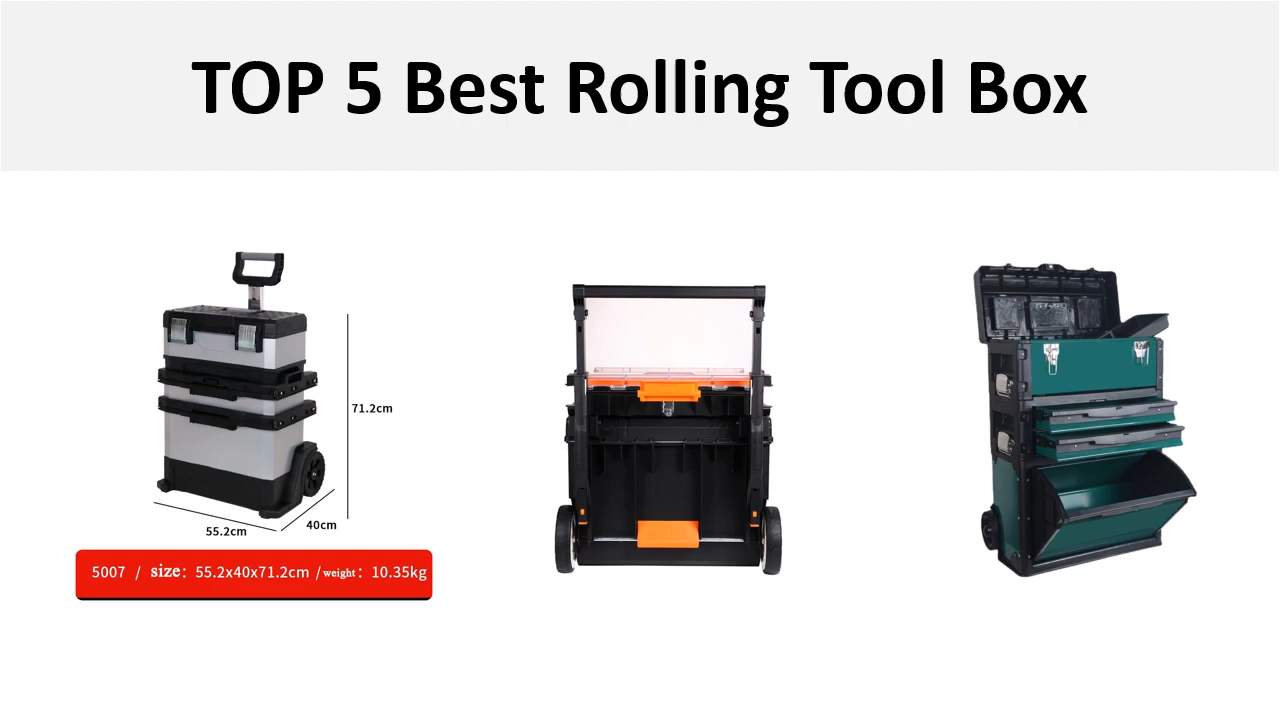 TOP 5 Best Rolling Tool Box
71.2cm
40cm
55.2cm
5007 / size: 55.2x40x71.2cm /weight: 10.35kg